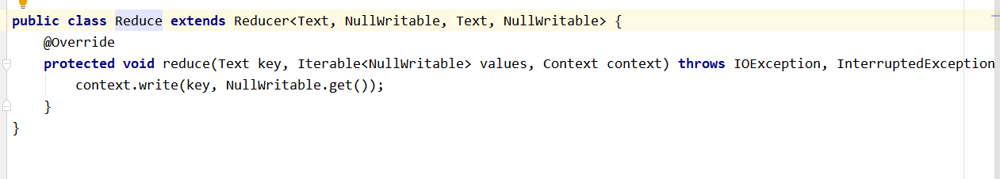 public class Reduce extends Reducer<Text, NullWritable, Text, NullWritable> {
    @Override
    protected void reduce(Text key, Iterable<NullWritable> values, Context context) throws IOException, InterruptedException
        context.write(key, NullWritable.get());
    }
}